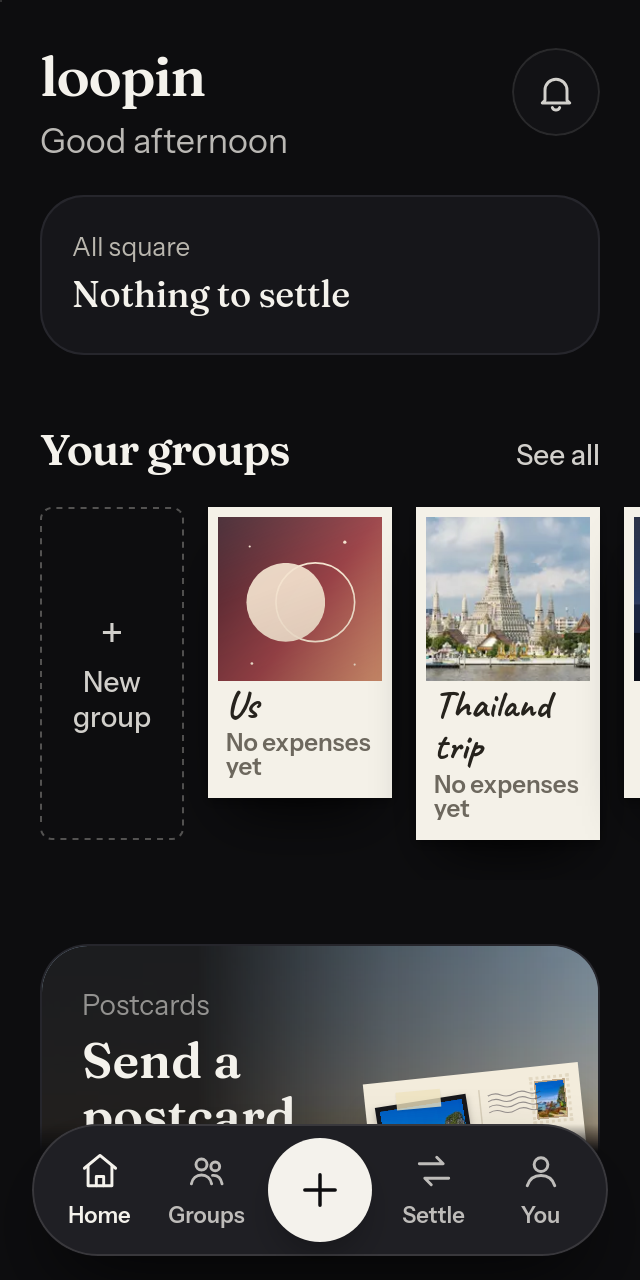 loopin
Good afternoon
All square
Nothing to settle
Your groups
See all
+
New
group
Us
No expenses
yet
Thailand
trip
No expenses
yet
Postcards
Send a
postcard
Home
Groups
Settle
You